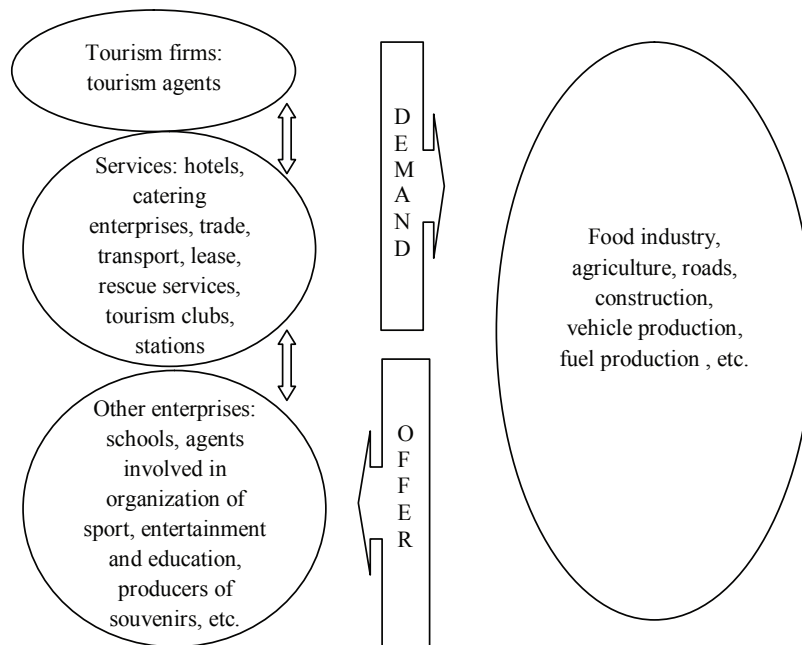 Tourism firms:
tourism agents
Services: hotels,
catering
enterprises, trade,
transport, lease,
rescue services,
tourism clubs,
stations
Other enterprises:
schools, agents
involved in
organization of
sport, entertainment
and education,
producers of
souvenirs, etc.
D
E
M
A
N
D
O
F
F
E
R
Food industry,
agriculture, roads,
construction,
vehicle production,
fuel production , etc.